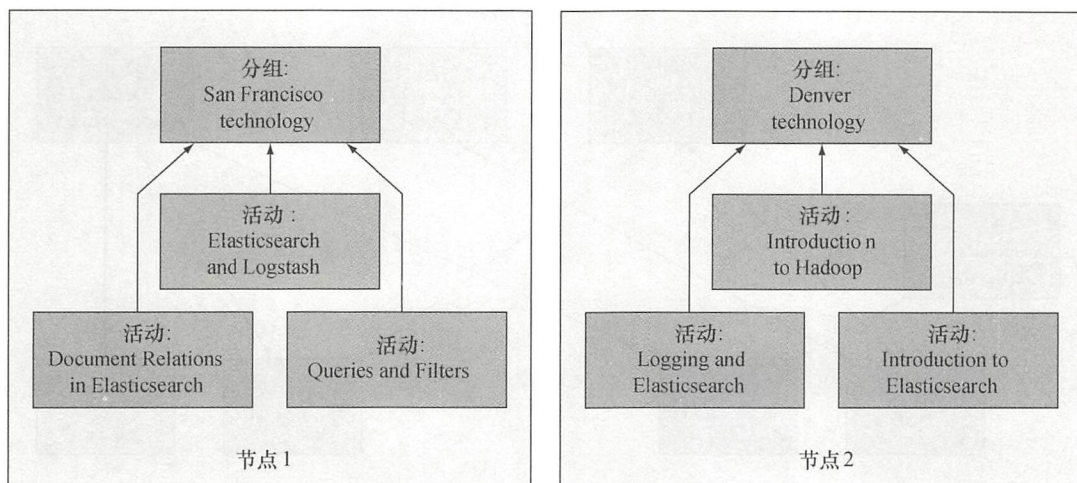 分组:
San Francisco
technology
活动:
Elasticsearch
and Logstash
活动:
Document Relations
in Elasticsearch
活动:
Queries and Filters
节点1
分组:
Denver
technology
活动:
Introduction
to Hadoop
活动:
Logging and
Elasticsearch
活动:
Introduction to
Elasticsearch
节点2